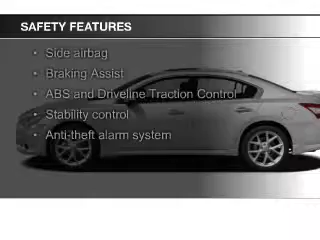 SAFETY FEATURES
• Side airbag
• Braking Assist
• ABS and Driveline Traction Control
• Stability control
• Anti-theft alarm system